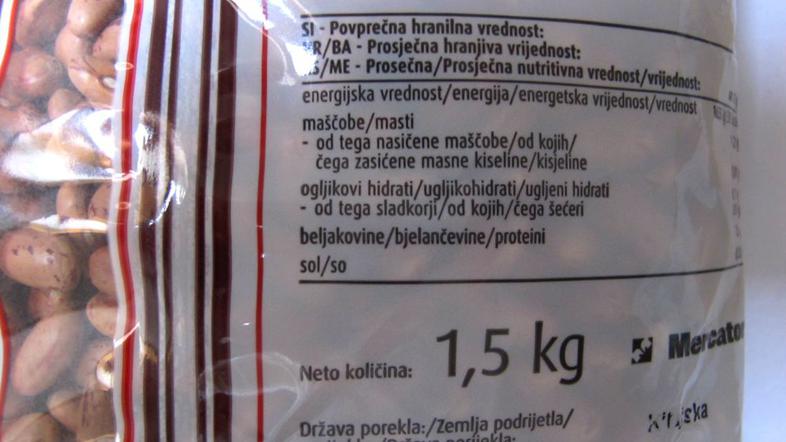 SI - Povprečna hranilna vrednost:
HR/BA - Prosječna hranjiva vrijednost:
RS/ME - Prosečna/Prosječna nutritivna vrednost/vrijednost:
energijska vrednost/energija/energetska vrijednost/vrednost
maščobe/masti
- od tega nasičene maščobe/od kojih/
čega zasićene masne kiseline/kisjeline
ogljikovi hidrati/ugljikohidrati/ugljeni hidrati
- od tega sladkorji/od kojih/čega šećeri
beljakovine/bjelančevine/proteini
sol/so
Neto količina: 1,5 kg Mercator
Država porekla:/Zemlja podrijetla/